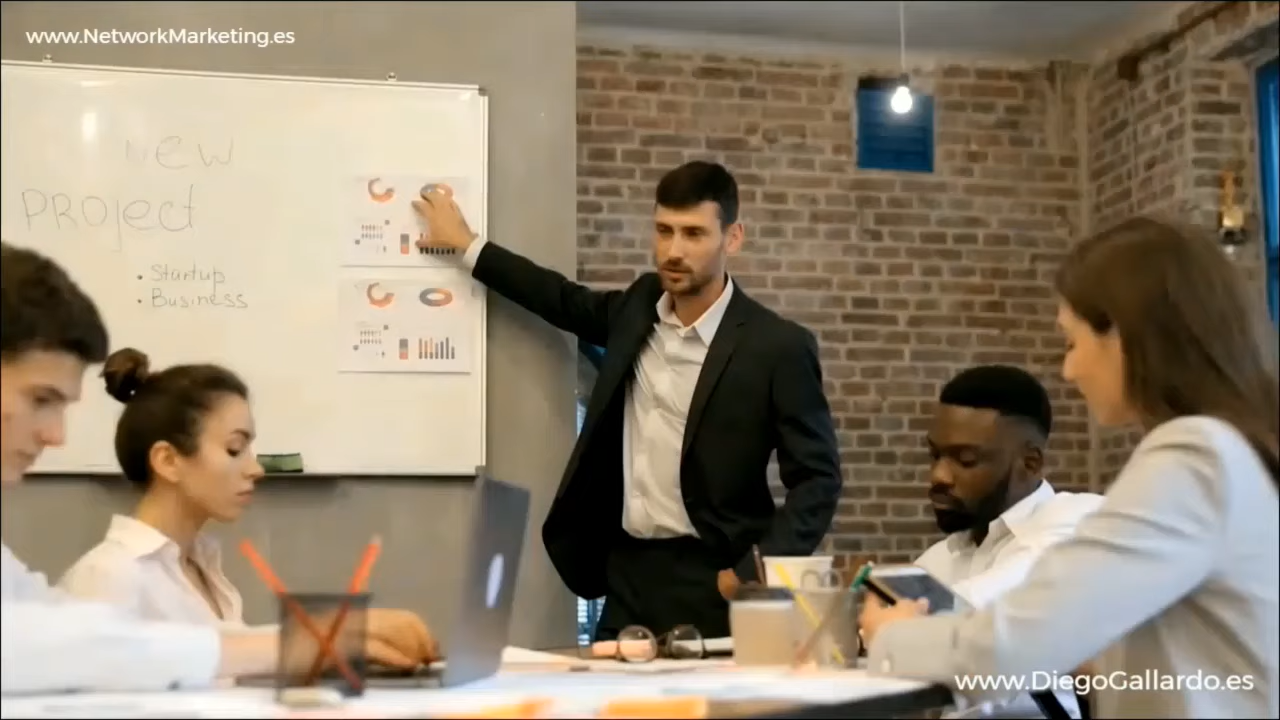 www.NetworkMarketing.es
New
PROject
• Startup
• Business
www.DiegoGallardo.es